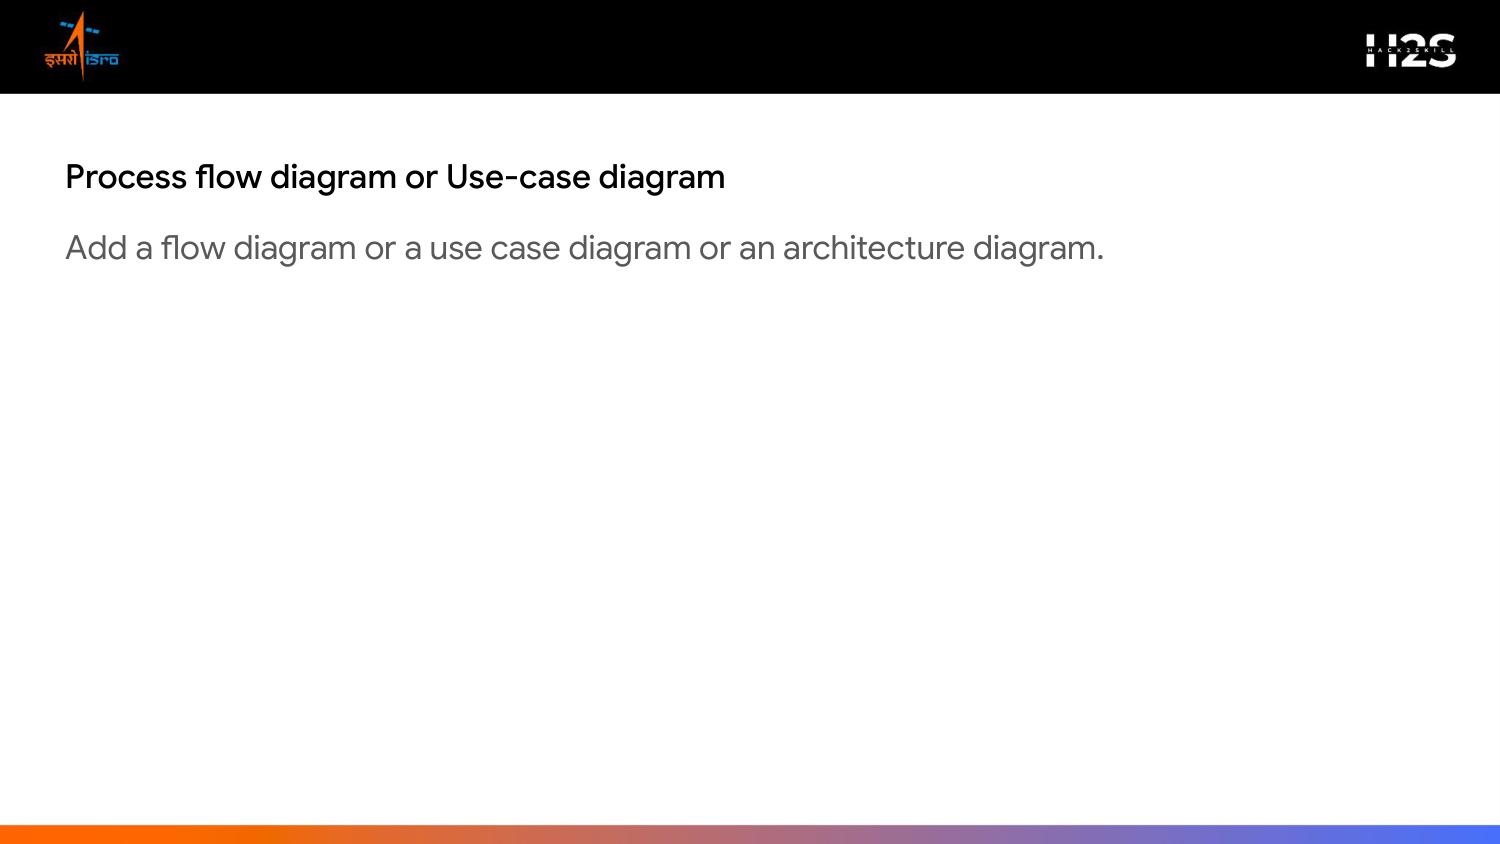 इसरो isro
H2S
HACK2SKILL
Process flow diagram or Use-case diagram
Add a flow diagram or a use case diagram or an architecture diagram.